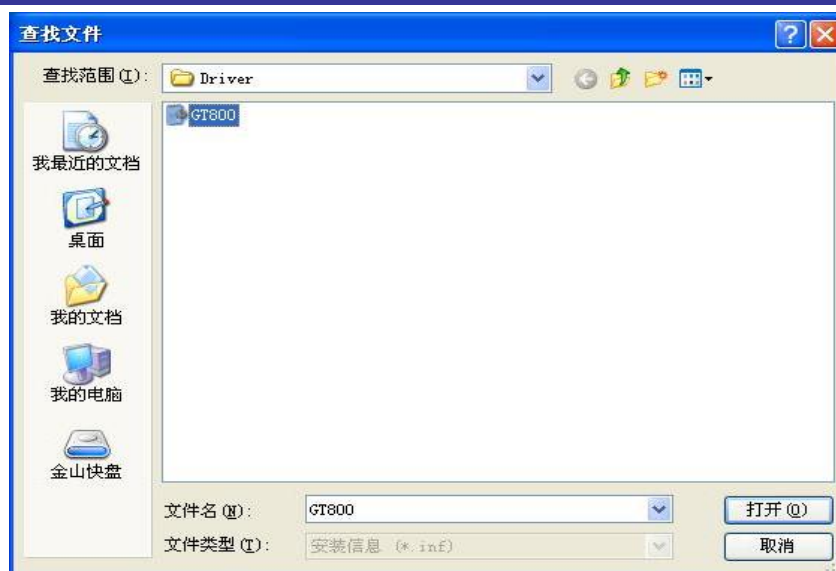 查找文件
查找范围(I): Driver
GT800
我最近的文档
桌面
我的文档
我的电脑
金山快盘
文件名(N): GT800 打开(O)
文件类型(T): 安装信息 (*.inf) 取消